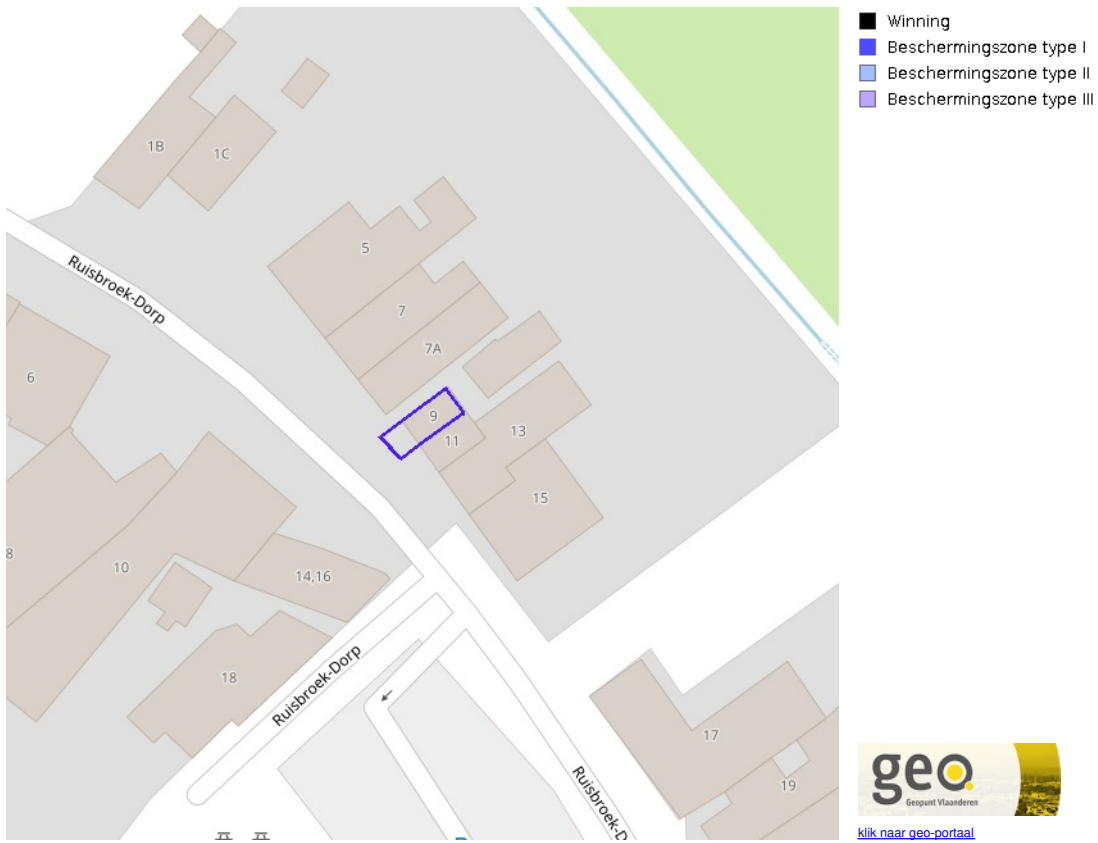 Winning
Beschermingszone type I
Beschermingszone type II
Beschermingszone type III
1B
1C
5
Ruisbroek-Dorp
7
7A
6
9
11
13
15
8
10
14,16
18
Ruisbroek-Dorp
17
Ruisbroek-D
19
geo.
Geopunt Vlaanderen
klik naar geo-portaal